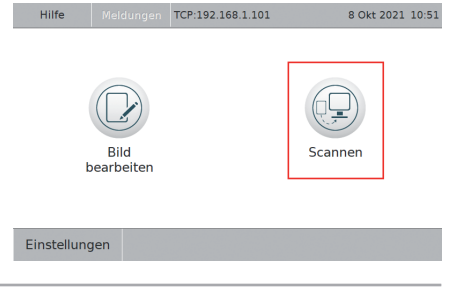 Hilfe Meldungen TCP:192.168.1.101 8 Okt 2021 10:51
Bild
bearbeiten
Scannen
Einstellungen